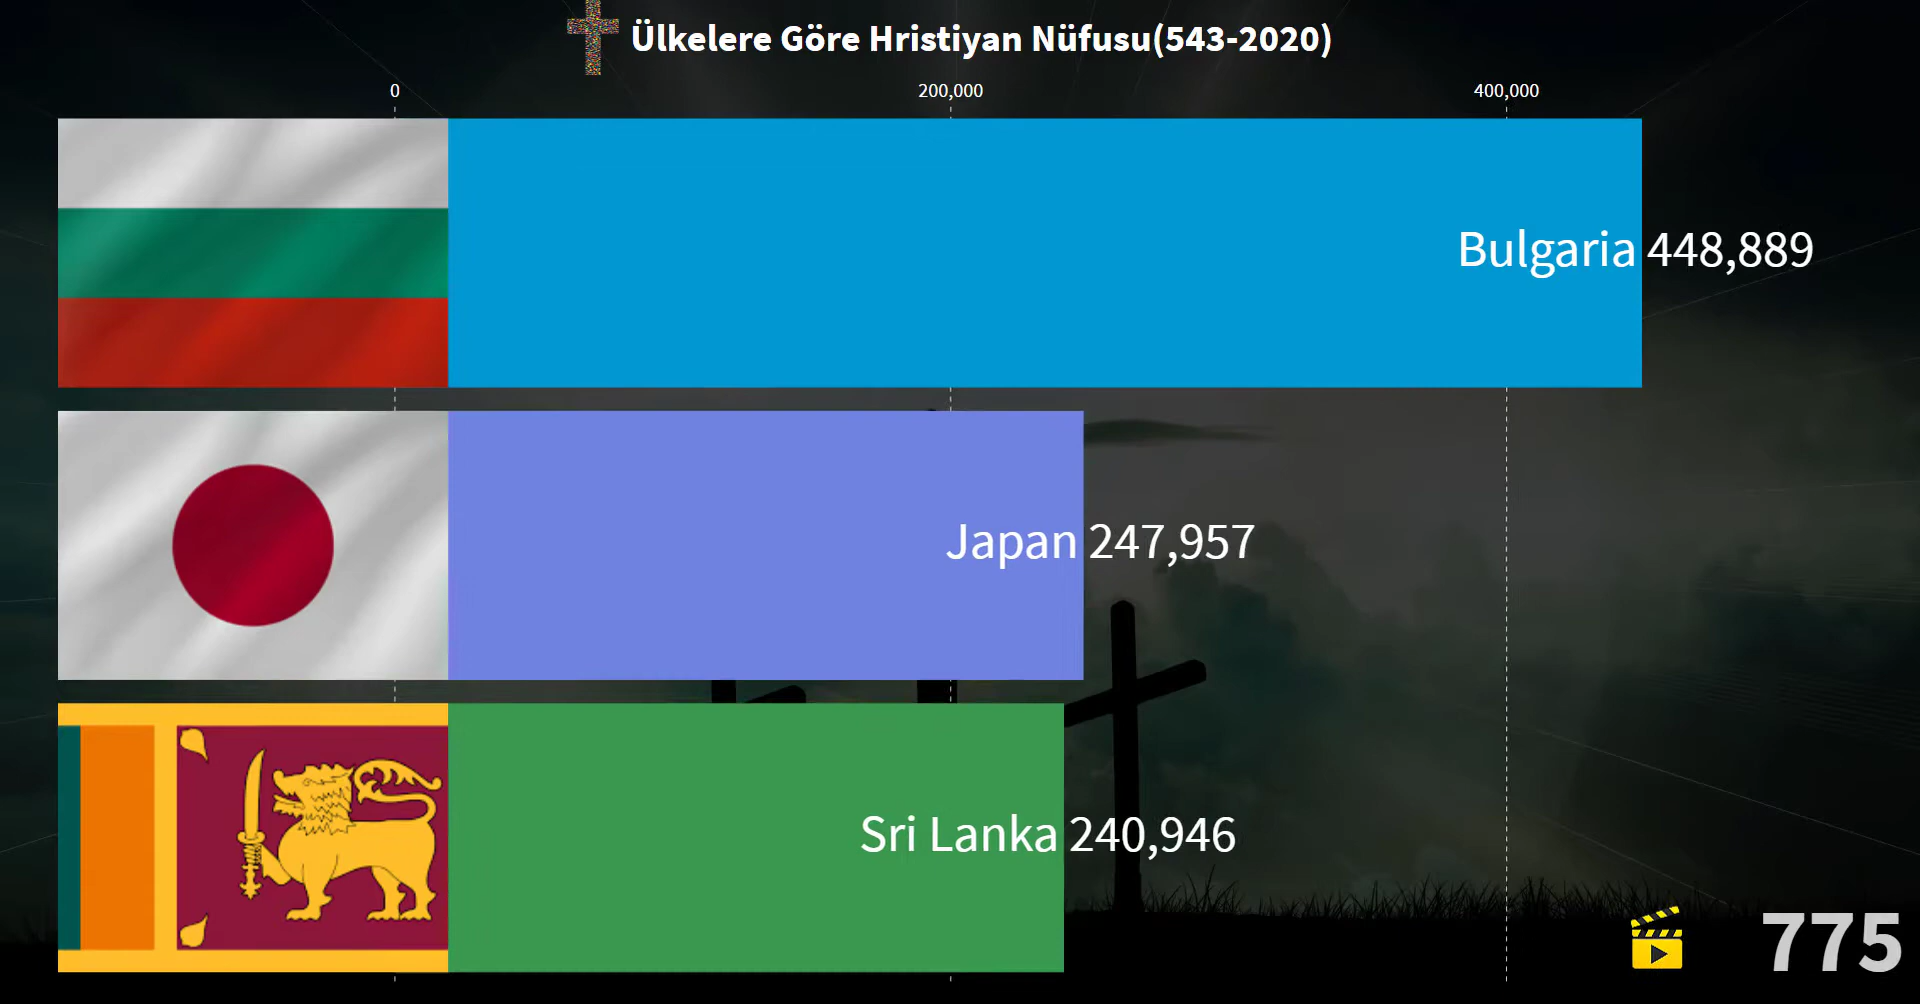 Ülkelere Göre Hristiyan Nüfusu(543-2020)
0 200,000 400,000
Bulgaria 448,889
Japan 247,957
Sri Lanka 240,946
775